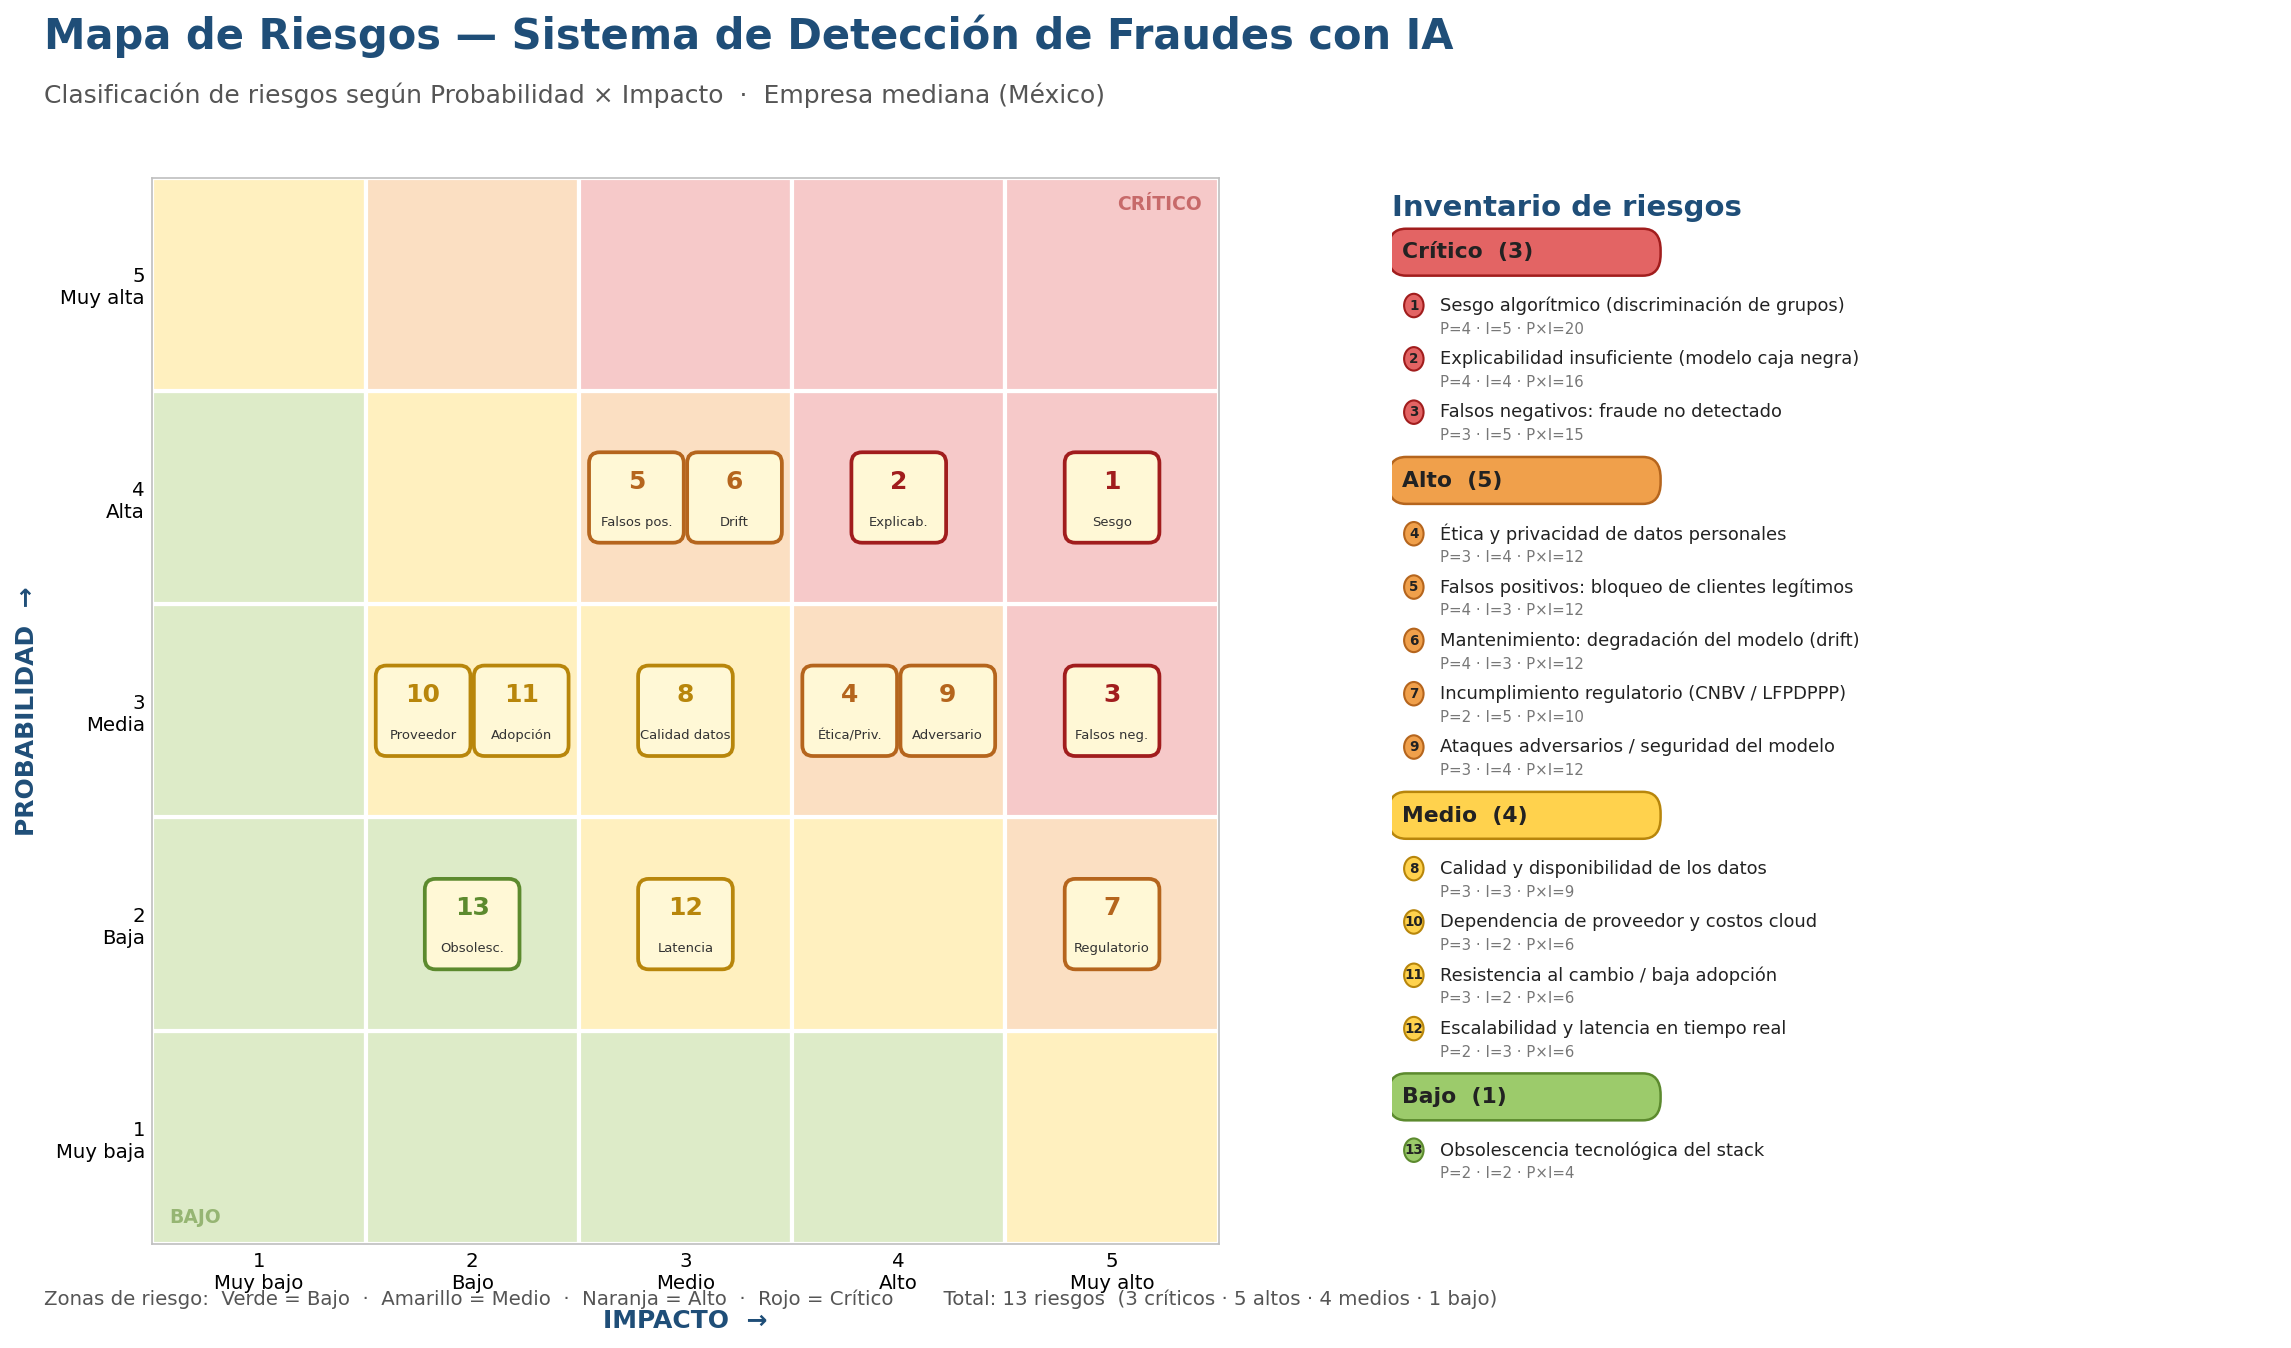 Mapa de Riesgos — Sistema de Detección de Fraudes con IA
Clasificación de riesgos según Probabilidad × Impacto · Empresa mediana (México)
PROBABILIDAD →
CRÍTICO
5
Muy alta
4
Alta
5
Falsos pos.
6
Drift
2
Explicab.
1
Sesgo
3
Media
10
Proveedor
11
Adopción
8
Calidad datos
4
Ética/Priv.
9
Adversario
3
Falsos neg.
2
Baja
13
Obsolesc.
12
Latencia
7
Regulatorio
1
Muy baja
BAJO
1
Muy bajo
2
Bajo
3
Medio
4
Alto
5
Muy alto
IMPACTO →
Inventario de riesgos
Crítico (3)
1 Sesgo algorítmico (discriminación de grupos)
P=4 · I=5 · P×I=20
2 Explicabilidad insuficiente (modelo caja negra)
P=4 · I=4 · P×I=16
3 Falsos negativos: fraude no detectado
P=3 · I=5 · P×I=15
Alto (5)
4 Ética y privacidad de datos personales
P=3 · I=4 · P×I=12
5 Falsos positivos: bloqueo de clientes legítimos
P=4 · I=3 · P×I=12
6 Mantenimiento: degradación del modelo (drift)
P=4 · I=3 · P×I=12
7 Incumplimiento regulatorio (CNBV / LFPDPPP)
P=2 · I=5 · P×I=10
9 Ataques adversarios / seguridad del modelo
P=3 · I=4 · P×I=12
Medio (4)
8 Calidad y disponibilidad de los datos
P=3 · I=3 · P×I=9
10 Dependencia de proveedor y costos cloud
P=3 · I=2 · P×I=6
11 Resistencia al cambio / baja adopción
P=3 · I=2 · P×I=6
12 Escalabilidad y latencia en tiempo real
P=2 · I=3 · P×I=6
Bajo (1)
13 Obsolescencia tecnológica del stack
P=2 · I=2 · P×I=4
Zonas de riesgo: Verde = Bajo · Amarillo = Medio · Naranja = Alto · Rojo = Crítico Total: 13 riesgos (3 críticos · 5 altos · 4 medios · 1 bajo)